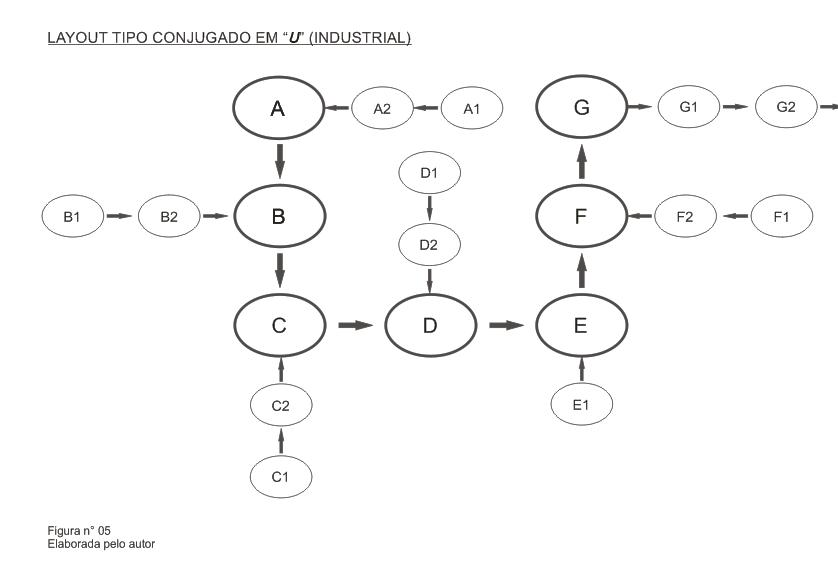 LAYOUT TIPO CONJUGADO EM “U” (INDUSTRIAL)
A A2 A1 G G1 G2
D1
B1 B2 B F F2 F1
D2
C D E
C2 E1
C1
Figura n° 05
Elaborada pelo autor